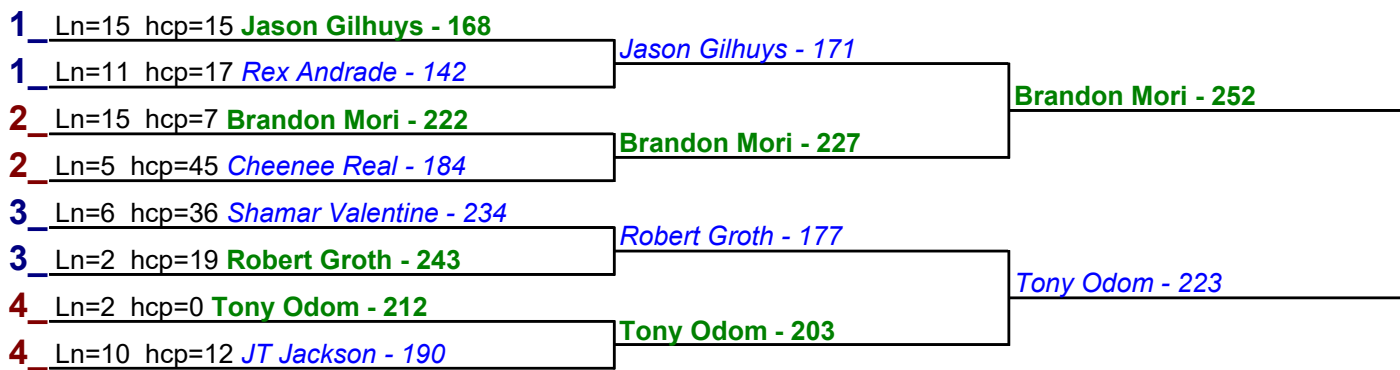 1_ Ln=15 hcp=15 Jason Gilhuys - 168
1_ Ln=11 hcp=17 Rex Andrade - 142
2_ Ln=15 hcp=7 Brandon Mori - 222
2_ Ln=5 hcp=45 Cheenee Real - 184
3_ Ln=6 hcp=36 Shamar Valentine - 234
3_ Ln=2 hcp=19 Robert Groth - 243
4_ Ln=2 hcp=0 Tony Odom - 212
4_ Ln=10 hcp=12 JT Jackson - 190
Jason Gilhuys - 171
Brandon Mori - 227
Robert Groth - 177
Tony Odom - 203
Brandon Mori - 252
Tony Odom - 223